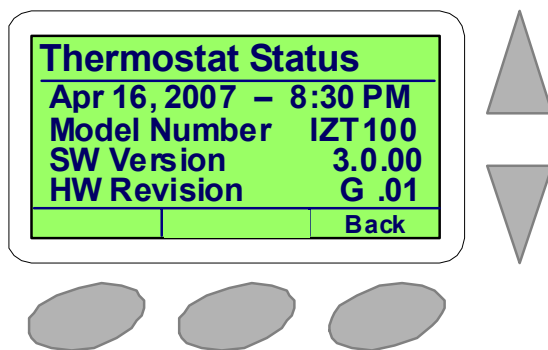 Thermostat Status
Apr 16, 2007 – 8:30 PM
Model Number IZT100
SW Version 3.0.00
HW Revision G .01
Back